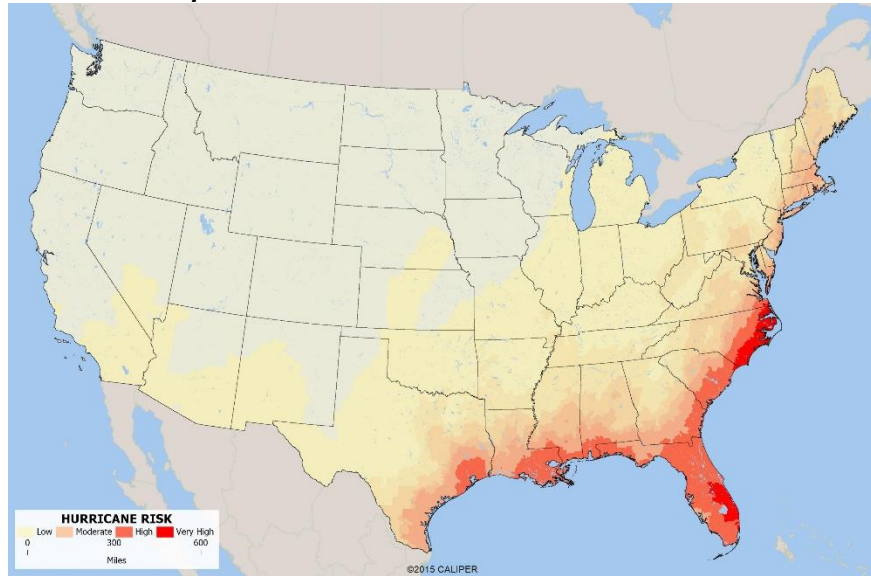 HURRICANE RISK
Low Moderate High Very High
0 300 600
Miles
©2015 CALIPER